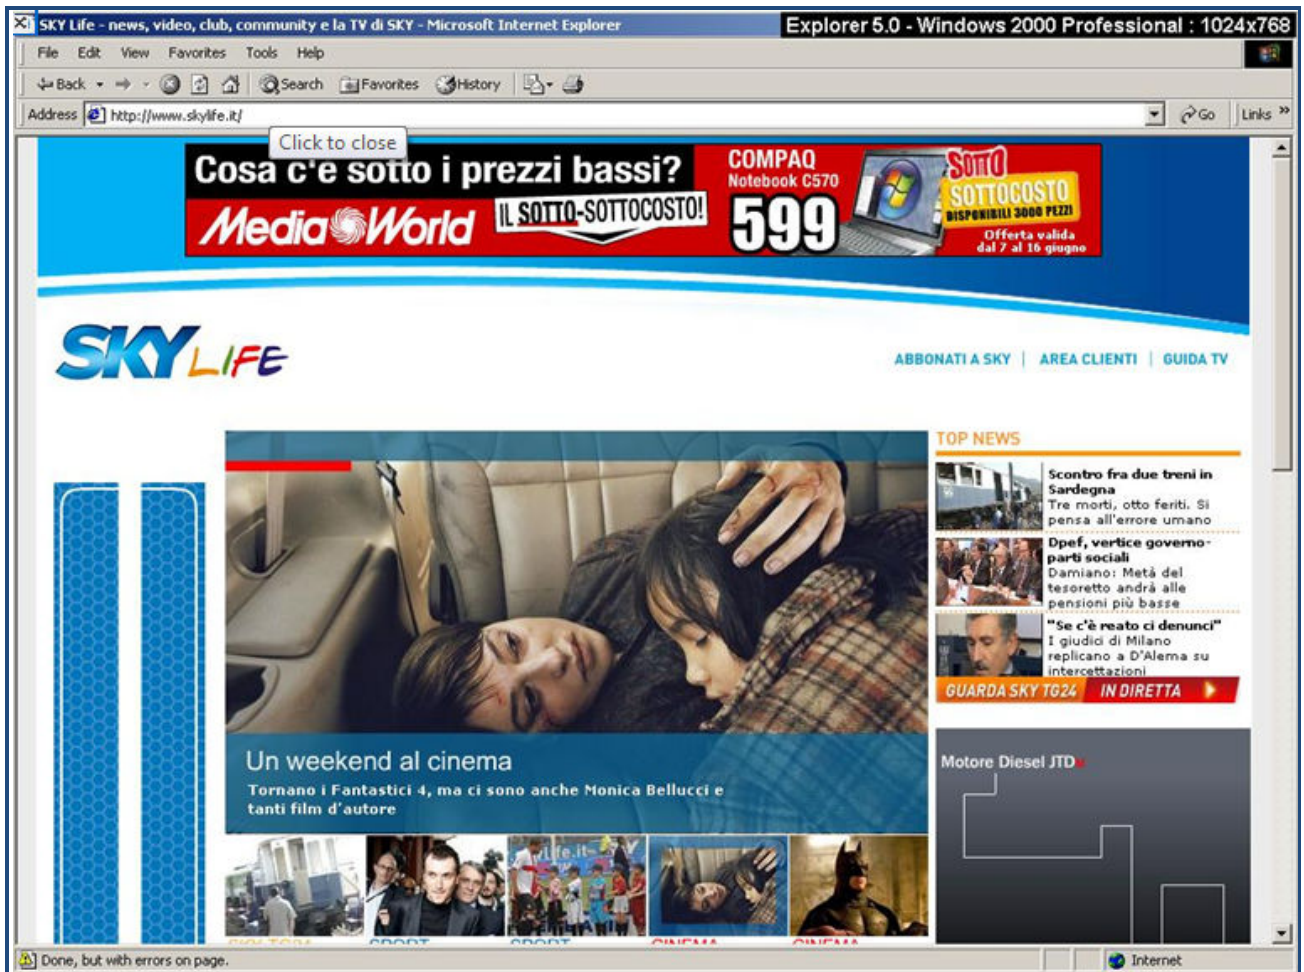 SKY Life - news, video, club, community e la TV di SKY - Microsoft Internet Explorer
Explorer 5.0 - Windows 2000 Professional : 1024x768
File Edit View Favorites Tools Help
Back Search Favorites History
Address http://www.skylife.it/ Go Links »
Click to close
Cosa c'è sotto i prezzi bassi?
MediaWorld
IL SOTTO-SOTTOCOSTO!
COMPAQ
Notebook C570
599
SOTTO
SOTTOCOSTO
DISPONIBILI 3000 PEZZI
Offerta valida
dal 7 al 16 giugno
SKY LIFE
ABBONATI A SKY | AREA CLIENTI | GUIDA TV
TOP NEWS
Scontro fra due treni in
Sardegna
Tre morti, otto feriti. Si
pensa all'errore umano
Dpef, vertice governo-
parti sociali
Damiano: Metà del
tesoretto andrà alle
pensioni più basse
"Se c'è reato ci denunci"
I giudici di Milano
replicano a D'Alema su
intercettazioni
GUARDA SKY TG24 IN DIRETTA
Un weekend al cinema
Tornano i Fantastici 4, ma ci sono anche Monica Bellucci e
tanti film d'autore
Motore Diesel JTD
SKY TG24 SPORT SPORT CINEMA CINEMA
Done, but with errors on page.
Internet